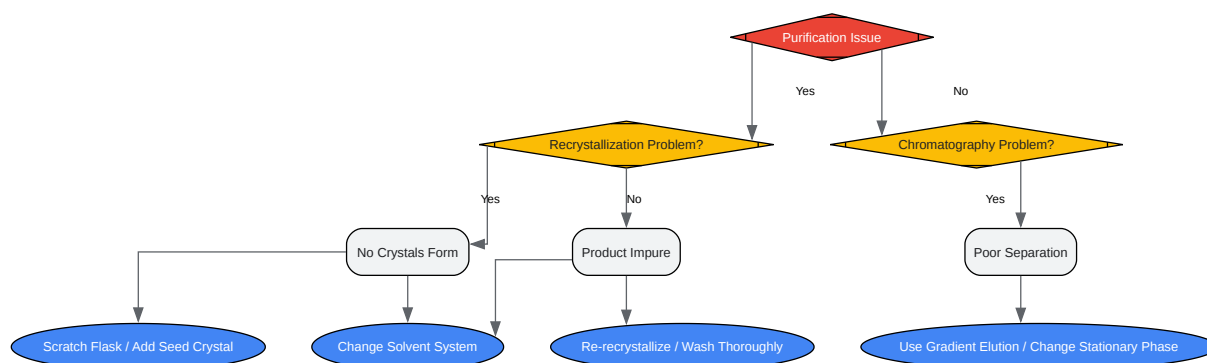 Purification Issue
Yes
No
Recrystallization Problem?
Chromatography Problem?
Yes
No
Yes
No Crystals Form
Product Impure
Poor Separation
Scratch Flask / Add Seed Crystal
Change Solvent System
Re-recrystallize / Wash Thoroughly
Use Gradient Elution / Change Stationary Phase